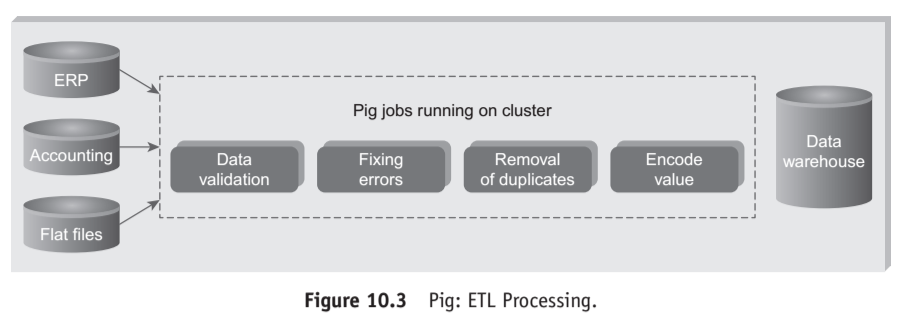 ERP
Accounting
Flat files
Pig jobs running on cluster
Data
validation
Fixing
errors
Removal
of duplicates
Encode
value
Data
warehouse
Figure 10.3 Pig: ETL Processing.